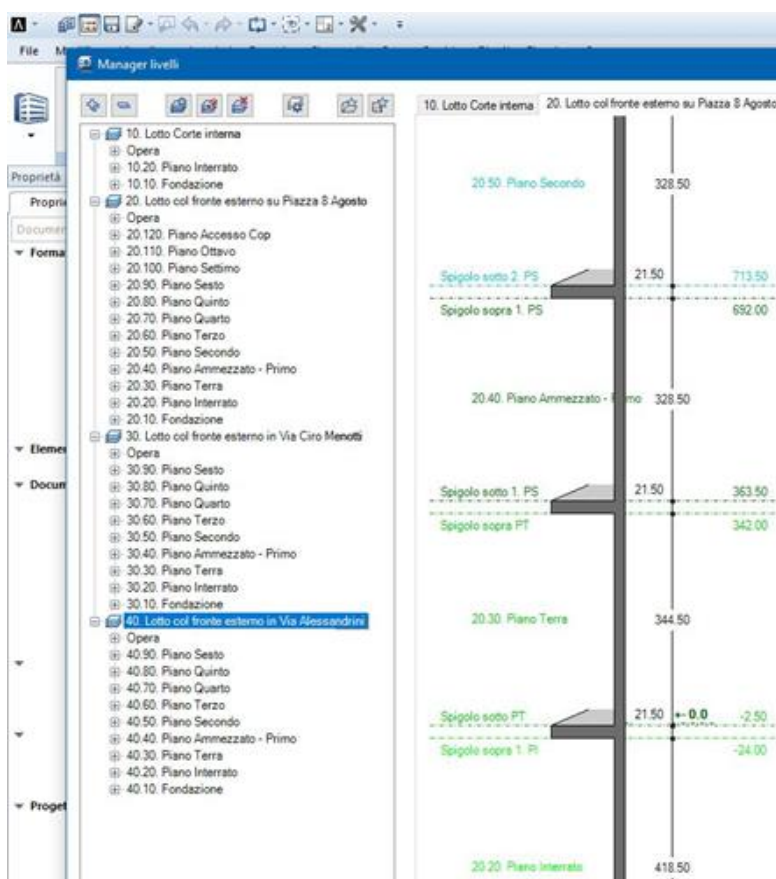 File
Manager livelli
Proprietà
▾ Forma
▾ Docum
▾ Proget
10. Lotto Corte interna
Opera
10.20. Piano Interrato
10.10. Fondazione
20. Lotto col fronte esterno su Piazza 8 Agosto
Opera
20.120. Piano Accesso Cop
20.110. Piano Ottavo
20.100. Piano Settimo
20.90. Piano Sesto
20.80. Piano Quinto
20.70. Piano Quarto
20.60. Piano Terzo
20.50. Piano Secondo
20.40. Piano Ammezzato - Primo
20.30. Piano Terra
20.20. Piano Interrato
20.10. Fondazione
30. Lotto col fronte esterno in Via Ciro Menotti
Opera
30.90. Piano Sesto
30.80. Piano Quinto
30.70. Piano Quarto
30.60. Piano Terzo
30.50. Piano Secondo
30.40. Piano Ammezzato - Primo
30.30. Piano Terra
30.20. Piano Interrato
30.10. Fondazione
40. Lotto col fronte esterno in Via Alessandrini
Opera
40.90. Piano Sesto
40.80. Piano Quinto
40.70. Piano Quarto
40.60. Piano Terzo
40.50. Piano Secondo
40.40. Piano Ammezzato - Primo
40.30. Piano Terra
40.20. Piano Interrato
40.10. Fondazione
10. Lotto Corte interna 20. Lotto col fronte esterno su Piazza 8 Agosto
20.50. Piano Secondo 328.50
Spigolo sotto 2. PS 21.50 713.50
Spigolo sopra 1. PS 692.00
20.40. Piano Ammezzato - Primo 328.50
Spigolo sotto 1. PS 21.50 363.50
Spigolo sopra PT 342.00
20.30. Piano Terra 344.50
Spigolo sotto PT 21.50 0.0 -2.50
Spigolo sopra 1. PI -24.00
20.20. Piano Interrato 418.50